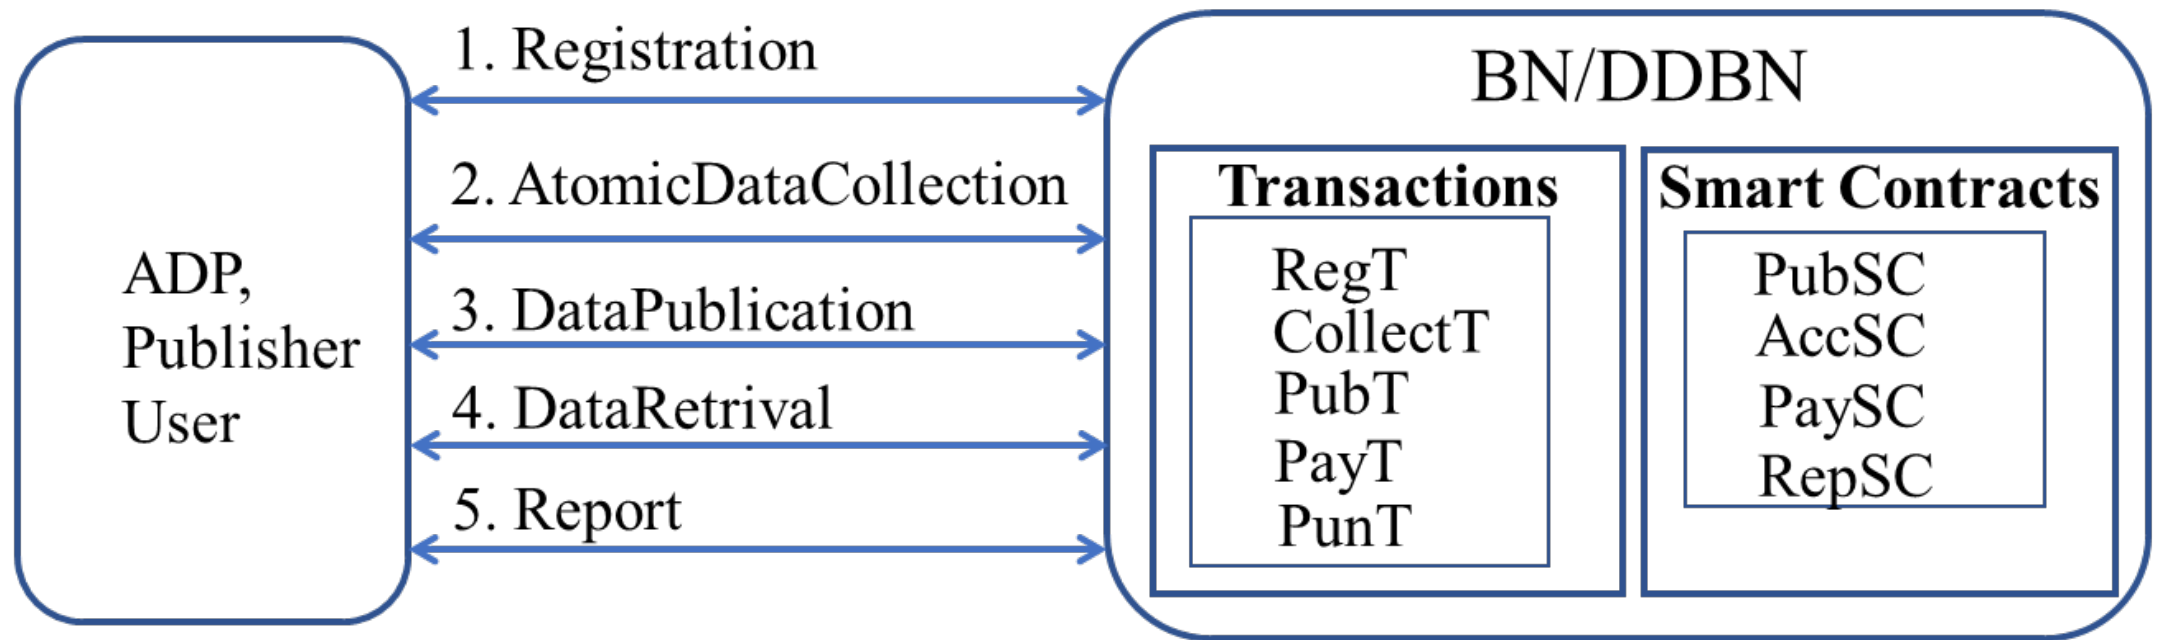 ADP,
Publisher
User
1. Registration
2. AtomicDataCollection
3. DataPublication
4. DataRetrival
5. Report
BN/DDBN
Transactions
RegT
CollectT
PubT
PayT
PunT
Smart Contracts
PubSC
AccSC
PaySC
RepSC